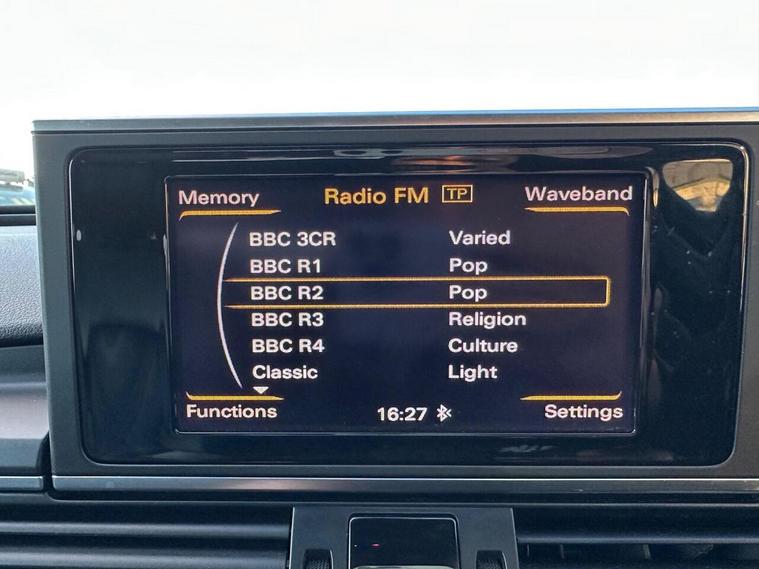 Memory Radio FM TP Waveband
BBC 3CR Varied
BBC R1 Pop
BBC R2 Pop
BBC R3 Religion
BBC R4 Culture
Classic Light
Functions 16:27 Settings